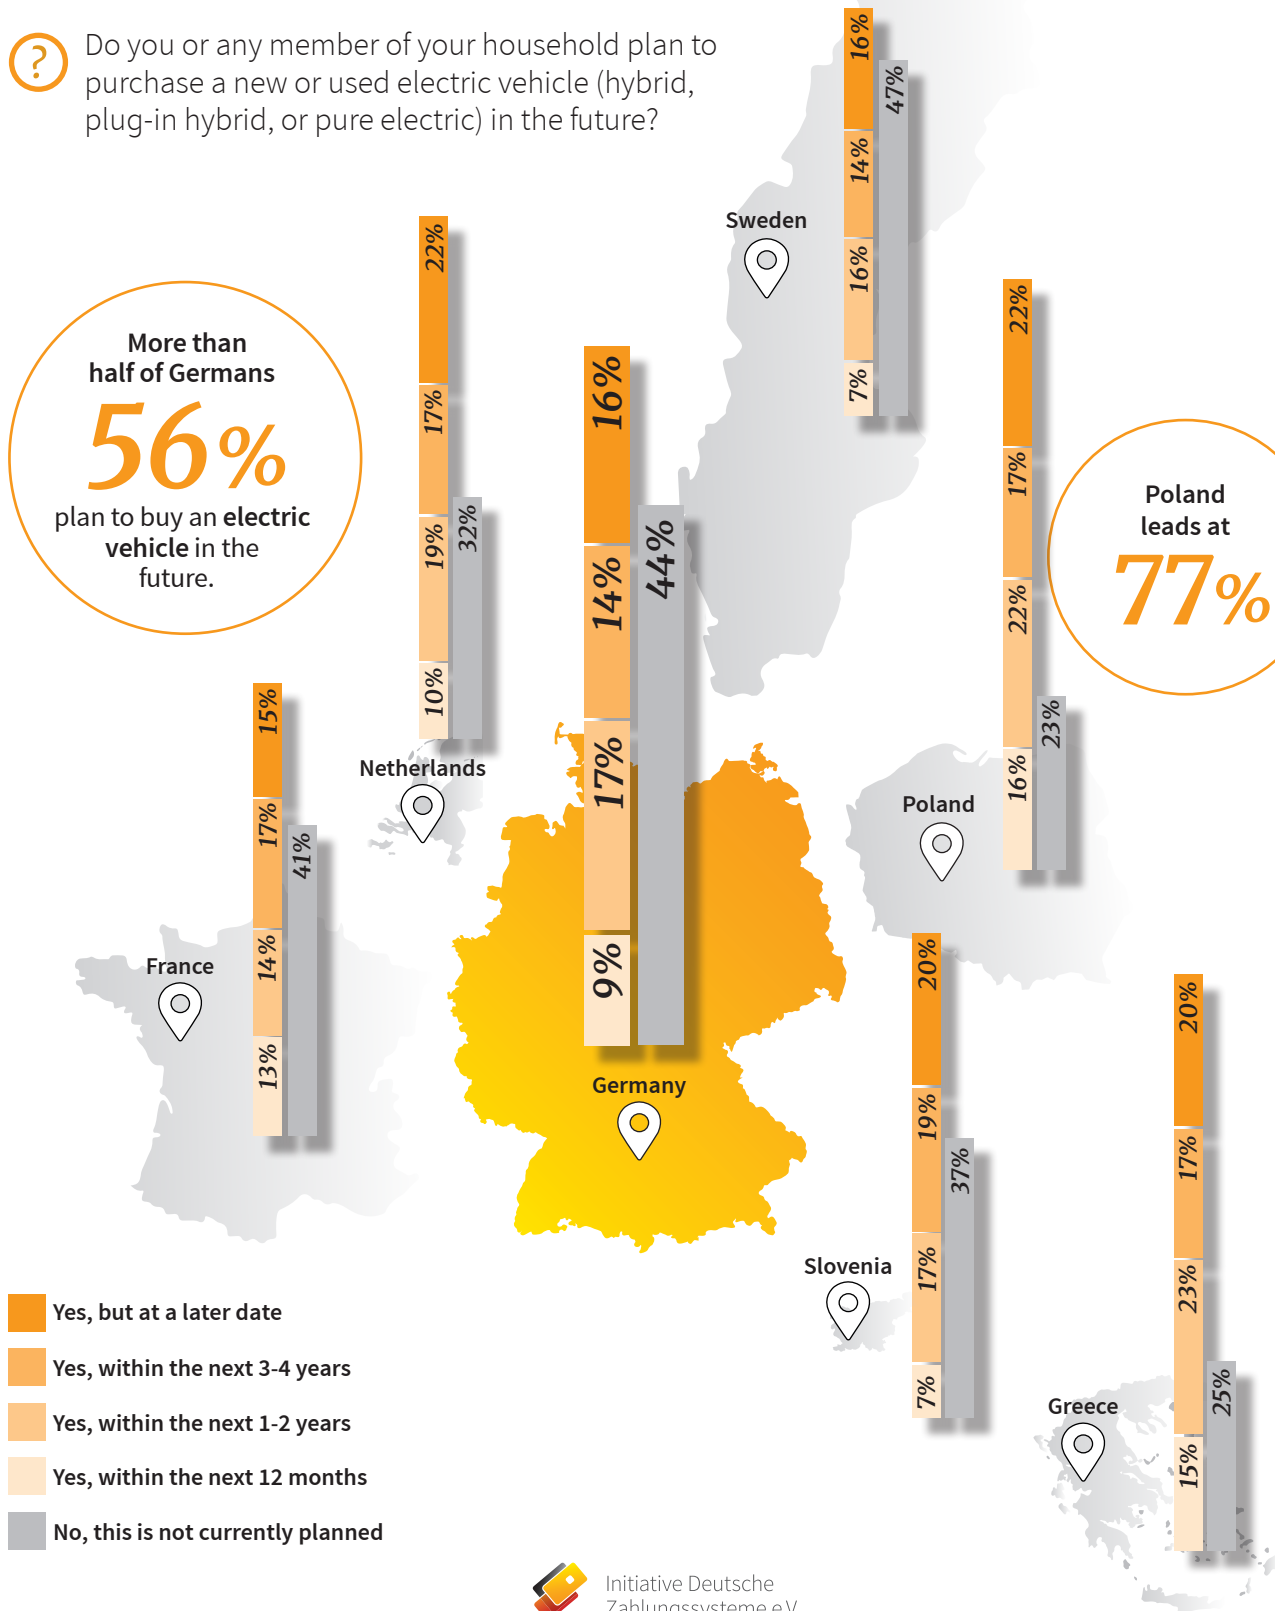 ?
Do you or any member of your household plan to
purchase a new or used electric vehicle (hybrid,
plug-in hybrid, or pure electric) in the future?
More than
half of Germans
56%
plan to buy an electric
vehicle in the
future.
Poland
leads at
77%
Sweden
16%
14%
16%
7%
47%
Netherlands
22%
17%
19%
10%
32%
Germany
16%
14%
17%
9%
44%
Poland
22%
17%
22%
16%
23%
France
15%
17%
14%
13%
41%
Slovenia
20%
19%
17%
7%
37%
Greece
20%
17%
23%
15%
25%
Yes, but at a later date
Yes, within the next 3-4 years
Yes, within the next 1-2 years
Yes, within the next 12 months
No, this is not currently planned
Initiative Deutsche
Zahlungssysteme e.V.